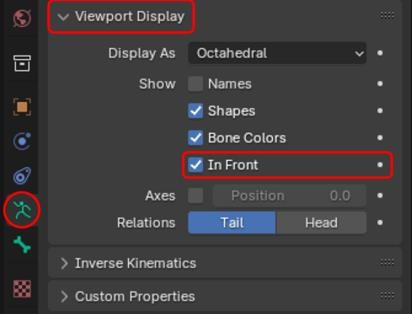 Viewport Display
Display As Octahedral
Show Names
Shapes
Bone Colors
In Front
Axes Position 0.0
Relations Tail Head
Inverse Kinematics
Custom Properties